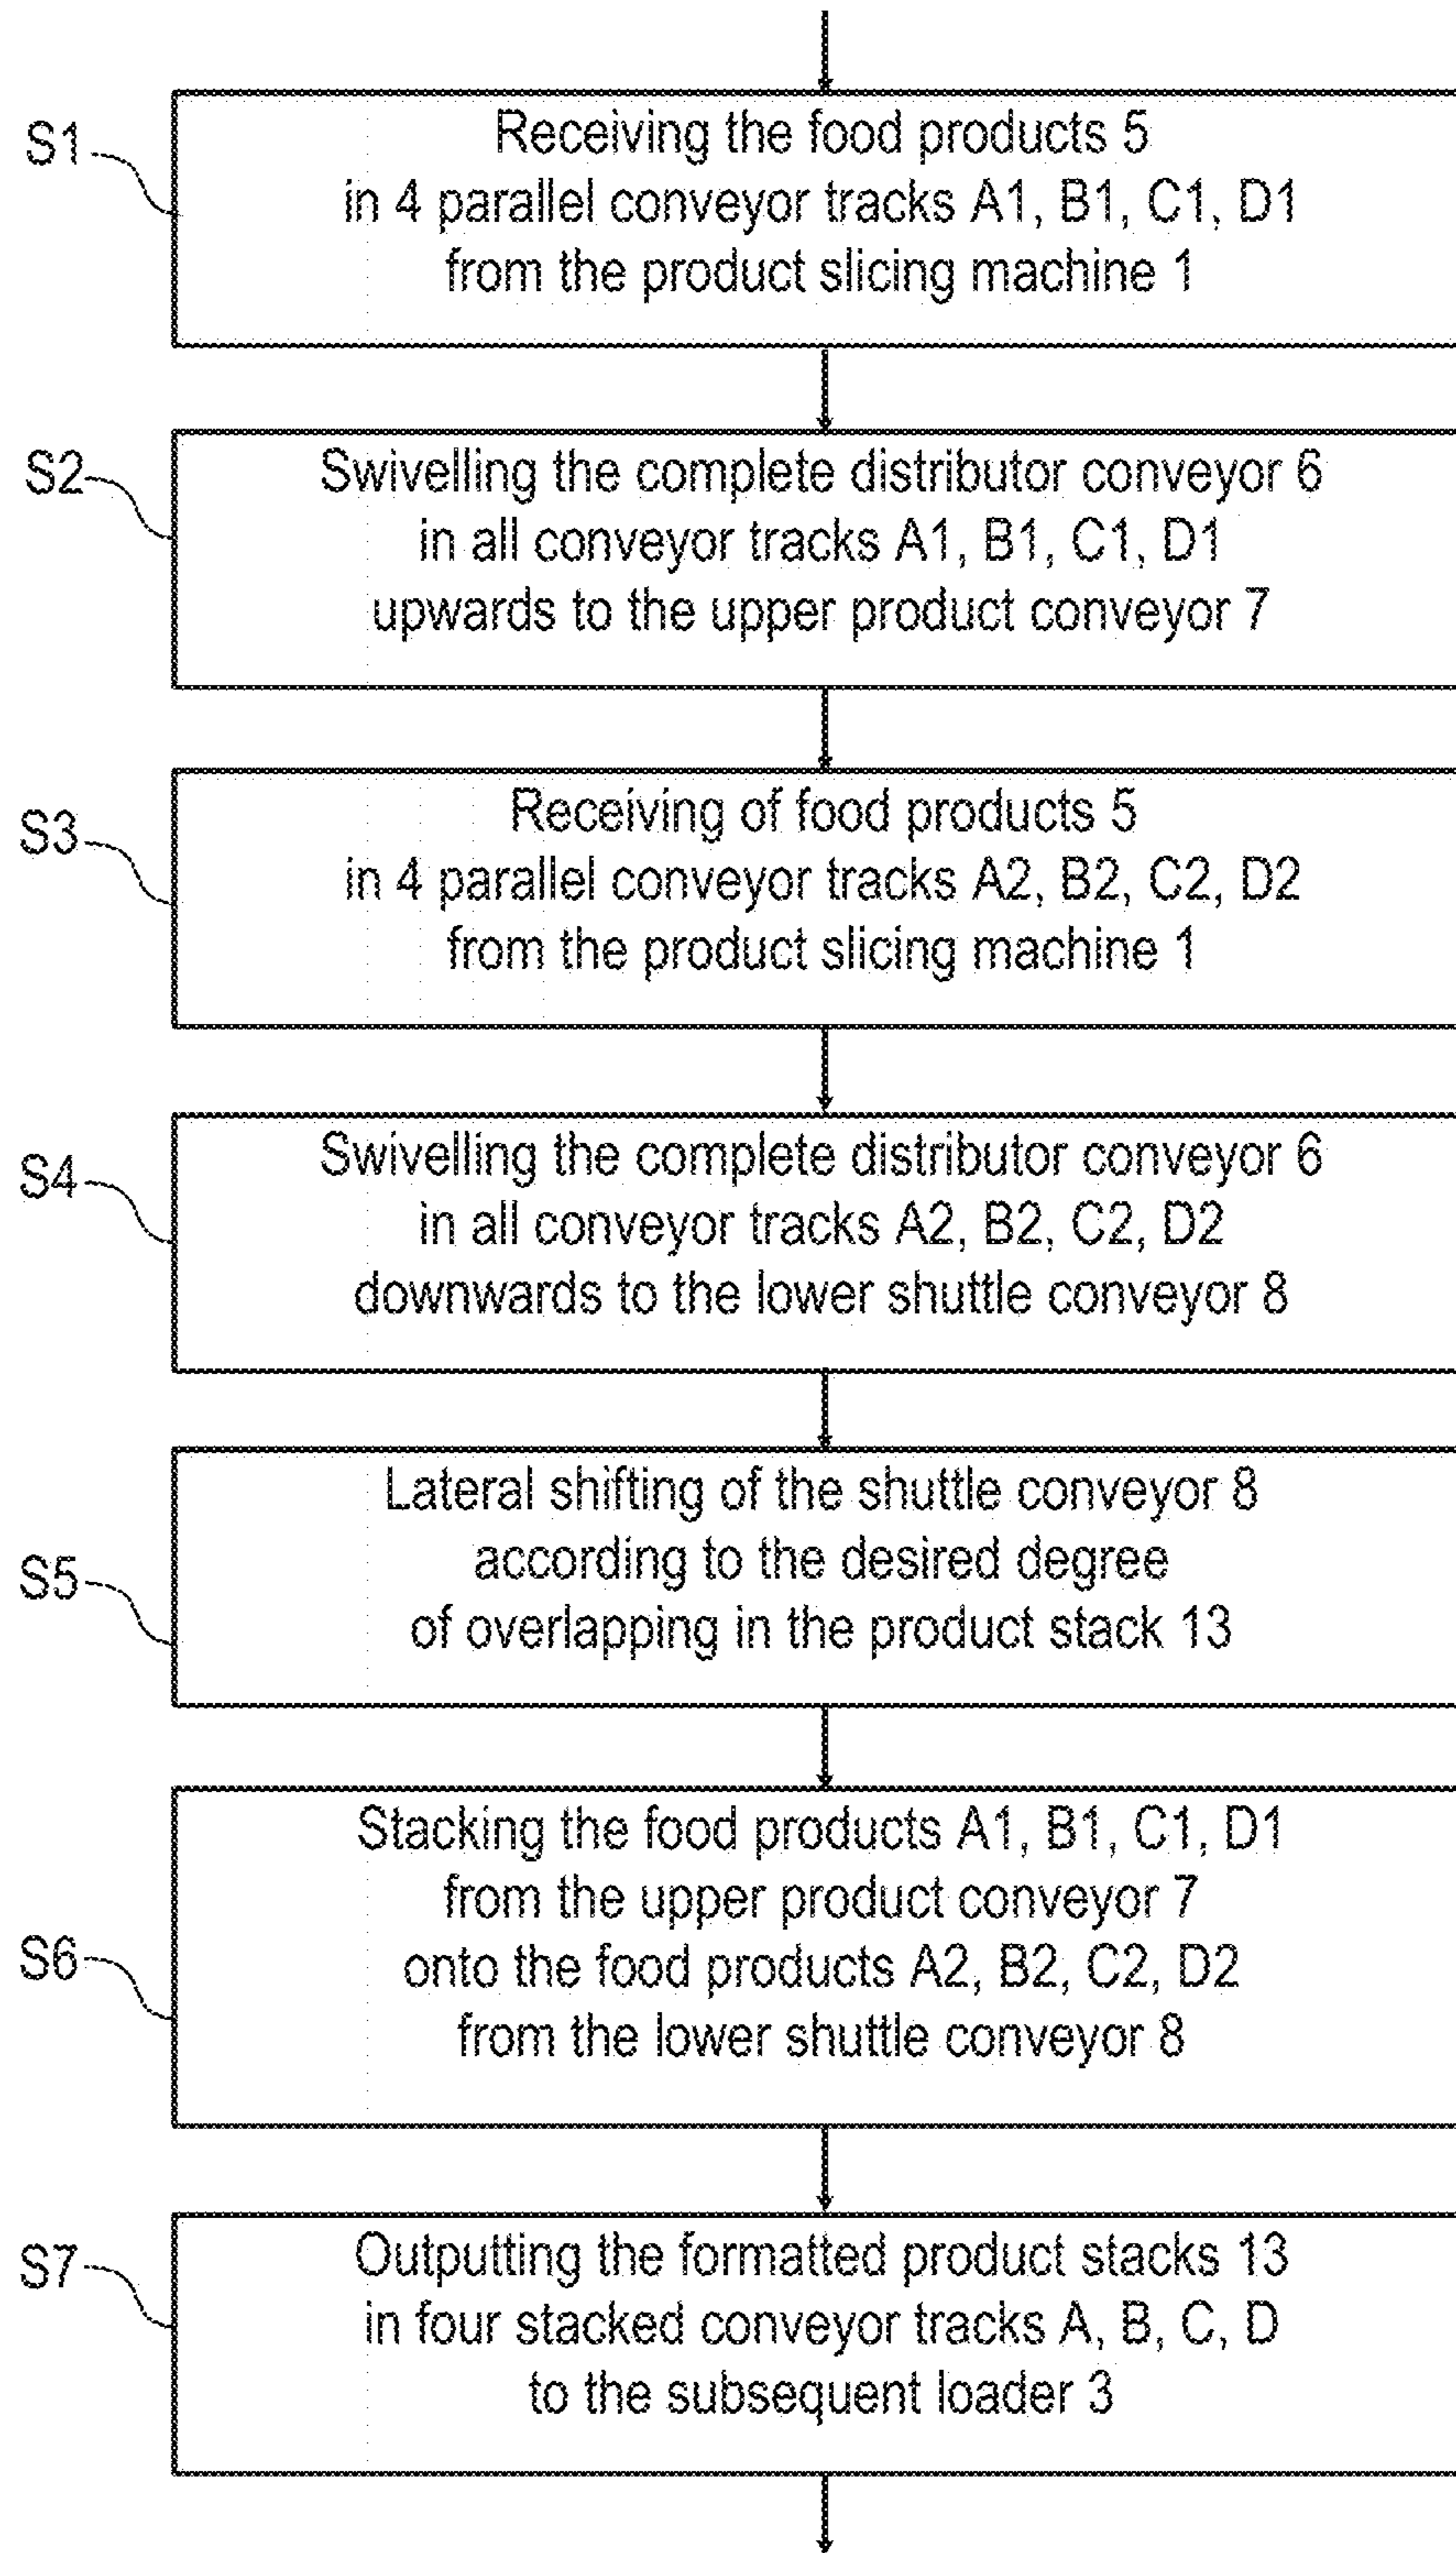 S1
Receiving the food products 5
in 4 parallel conveyor tracks A1, B1, C1, D1
from the product slicing machine 1
S2
Swivelling the complete distributor conveyor 6
in all conveyor tracks A1, B1, C1, D1
upwards to the upper product conveyor 7
S3
Receiving of food products 5
in 4 parallel conveyor tracks A2, B2, C2, D2
from the product slicing machine 1
S4
Swivelling the complete distributor conveyor 6
in all conveyor tracks A2, B2, C2, D2
downwards to the lower shuttle conveyor 8
S5
Lateral shifting of the shuttle conveyor 8
according to the desired degree
of overlapping in the product stack 13
S6
Stacking the food products A1, B1, C1, D1
from the upper product conveyor 7
onto the food products A2, B2, C2, D2
from the lower shuttle conveyor 8
S7
Outputting the formatted product stacks 13
in four stacked conveyor tracks A, B, C, D
to the subsequent loader 3